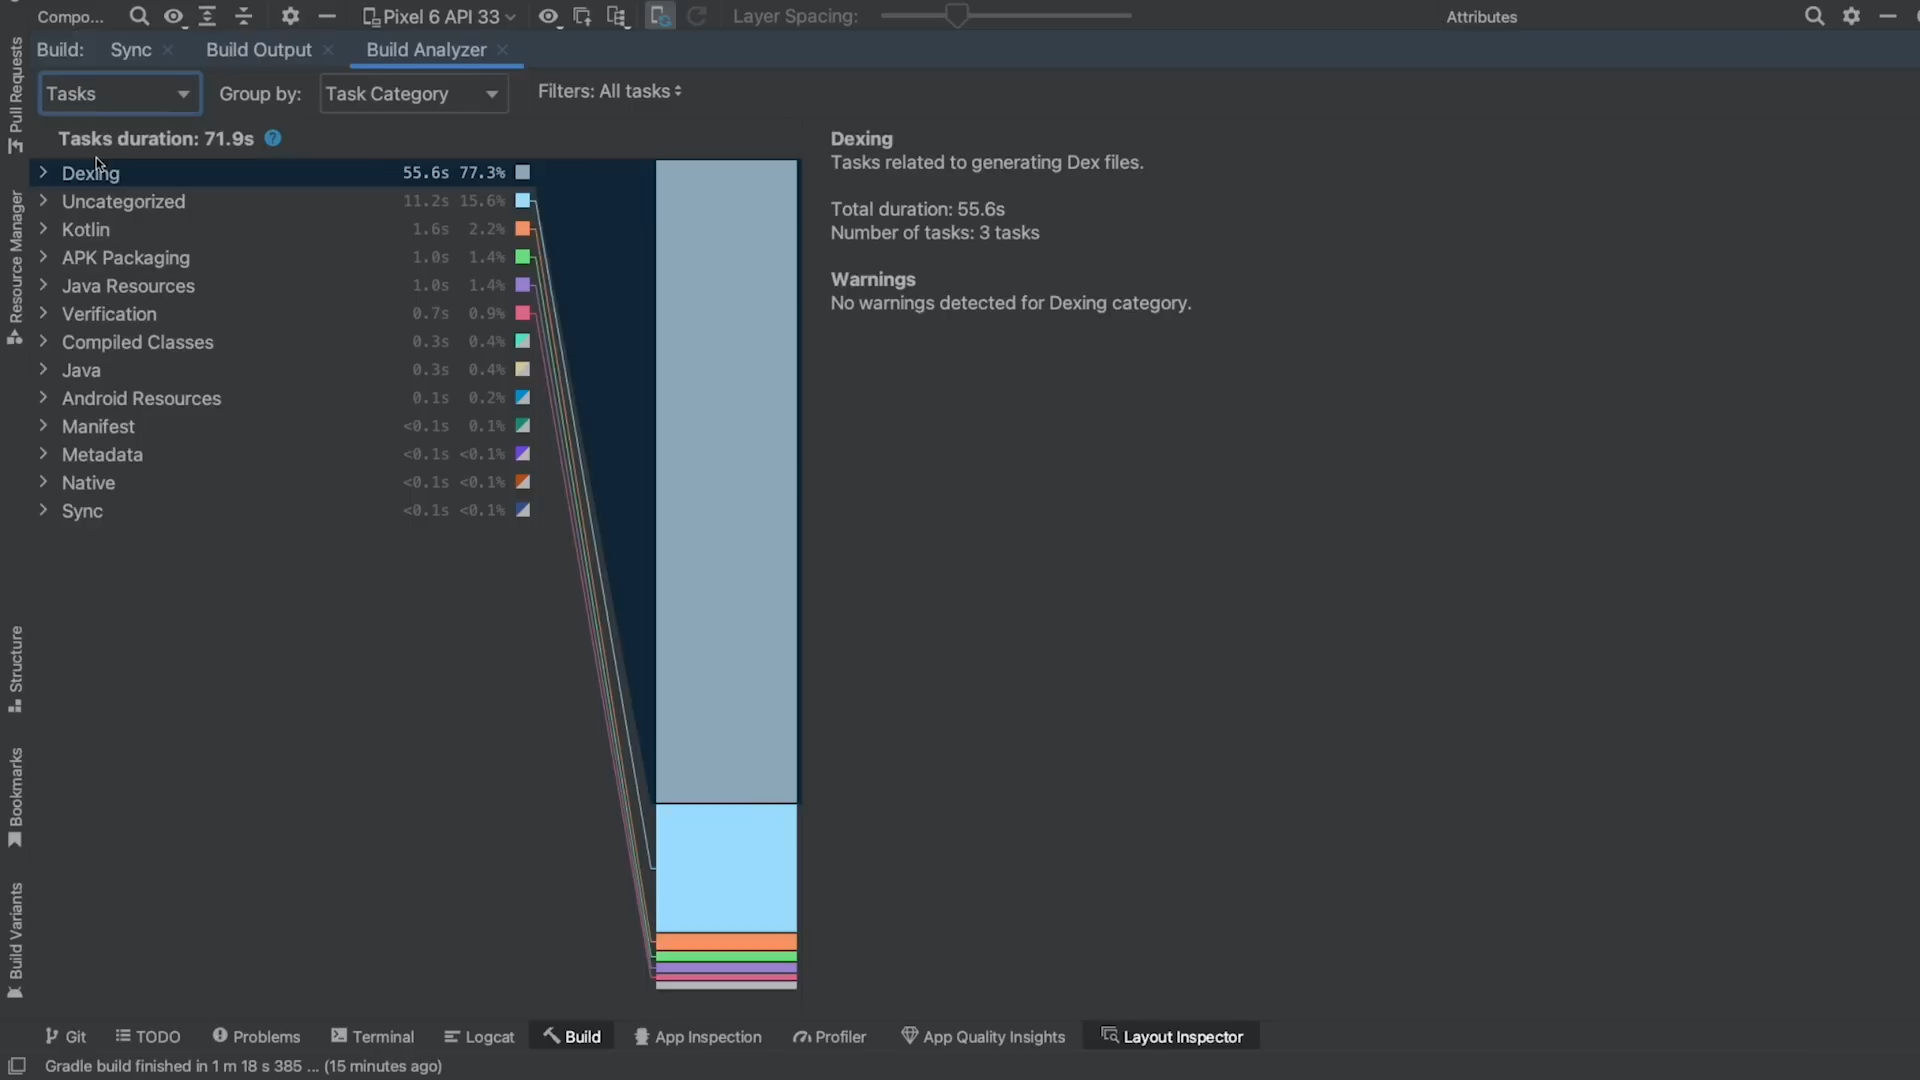 Compo...
Pixel 6 API 33
Layer Spacing:
Attributes
Build:
Sync
Build Output
Build Analyzer
Tasks
Group by:
Task Category
Filters: All tasks
Tasks duration: 71.9s
?
Dexing 55.6s 77.3%
Uncategorized 11.2s 15.6%
Kotlin 1.6s 2.2%
APK Packaging 1.0s 1.4%
Java Resources 1.0s 1.4%
Verification 0.7s 0.9%
Compiled Classes 0.3s 0.4%
Java 0.3s 0.4%
Android Resources 0.1s 0.2%
Manifest <0.1s 0.1%
Metadata <0.1s <0.1%
Native <0.1s <0.1%
Sync <0.1s <0.1%
Dexing
Tasks related to generating Dex files.
Total duration: 55.6s
Number of tasks: 3 tasks
Warnings
No warnings detected for Dexing category.
Pull Requests
Resource Manager
Structure
Bookmarks
Build Variants
Git
TODO
Problems
Terminal
Logcat
Build
App Inspection
Profiler
App Quality Insights
Layout Inspector
Gradle build finished in 1 m 18 s 385 ... (15 minutes ago)